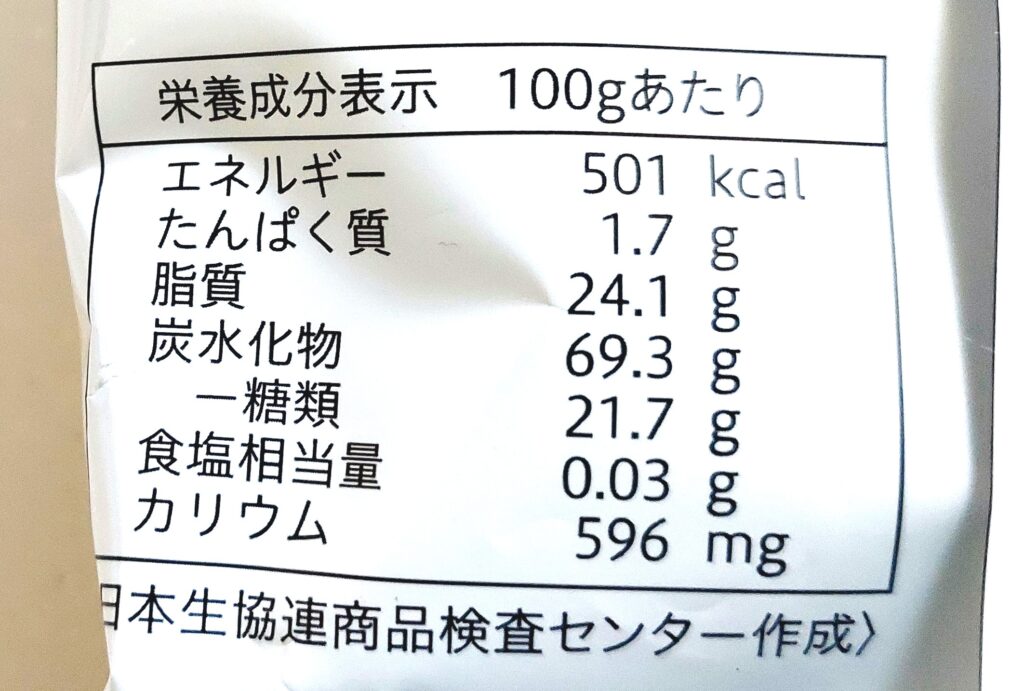 栄養成分表示 100gあたり
エネルギー 501 kcal
たんぱく質 1.7 g
脂質 24.1 g
炭水化物 69.3 g
－糖類 21.7 g
食塩相当量 0.03 g
カリウム 596 mg
日本生協連商品検査センター作成〉